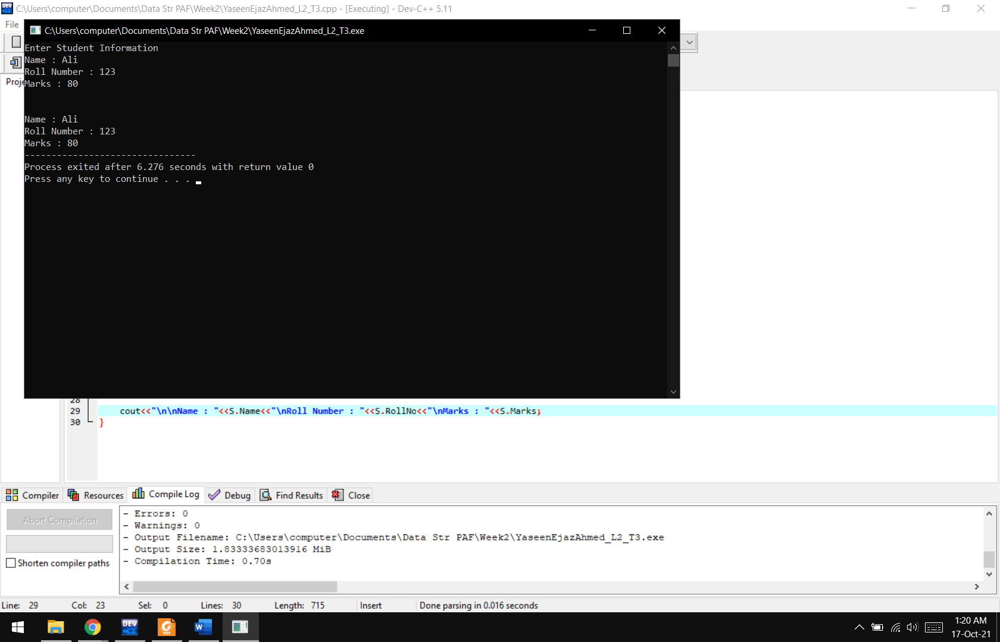 C:\Users\computer\Documents\Data Str PAF\Week2\YaseenEjazAhmed_L2_T3.cpp - [Executing] - Dev-C++ 5.11
File
C:\Users\computer\Documents\Data Str PAF\Week2\YaseenEjazAhmed_L2_T3.exe
Enter Student Information
Name : Ali
Roll Number : 123
Proje
Marks : 80
Name : Ali
Roll Number : 123
Marks : 80
--------------------------------
Process exited after 6.276 seconds with return value 0
Press any key to continue . . .
28
29 cout<<"\n\nName : "<<S.Name<<"\nRoll Number : "<<S.RollNo<<"\nMarks : "<<S.Marks;
30 }
Compiler Resources Compile Log Debug Find Results Close
Abort Compilation
Shorten compiler paths
- Errors: 0
- Warnings: 0
- Output Filename: C:\Users\computer\Documents\Data Str PAF\Week2\YaseenEjazAhmed_L2_T3.exe
- Output Size: 1.83333683013916 MiB
- Compilation Time: 0.70s
Line: 29 Col: 23 Sel: 0 Lines: 30 Length: 715 Insert Done parsing in 0.016 seconds
DEV C++
PDF
W
1:20 AM
17-Oct-21